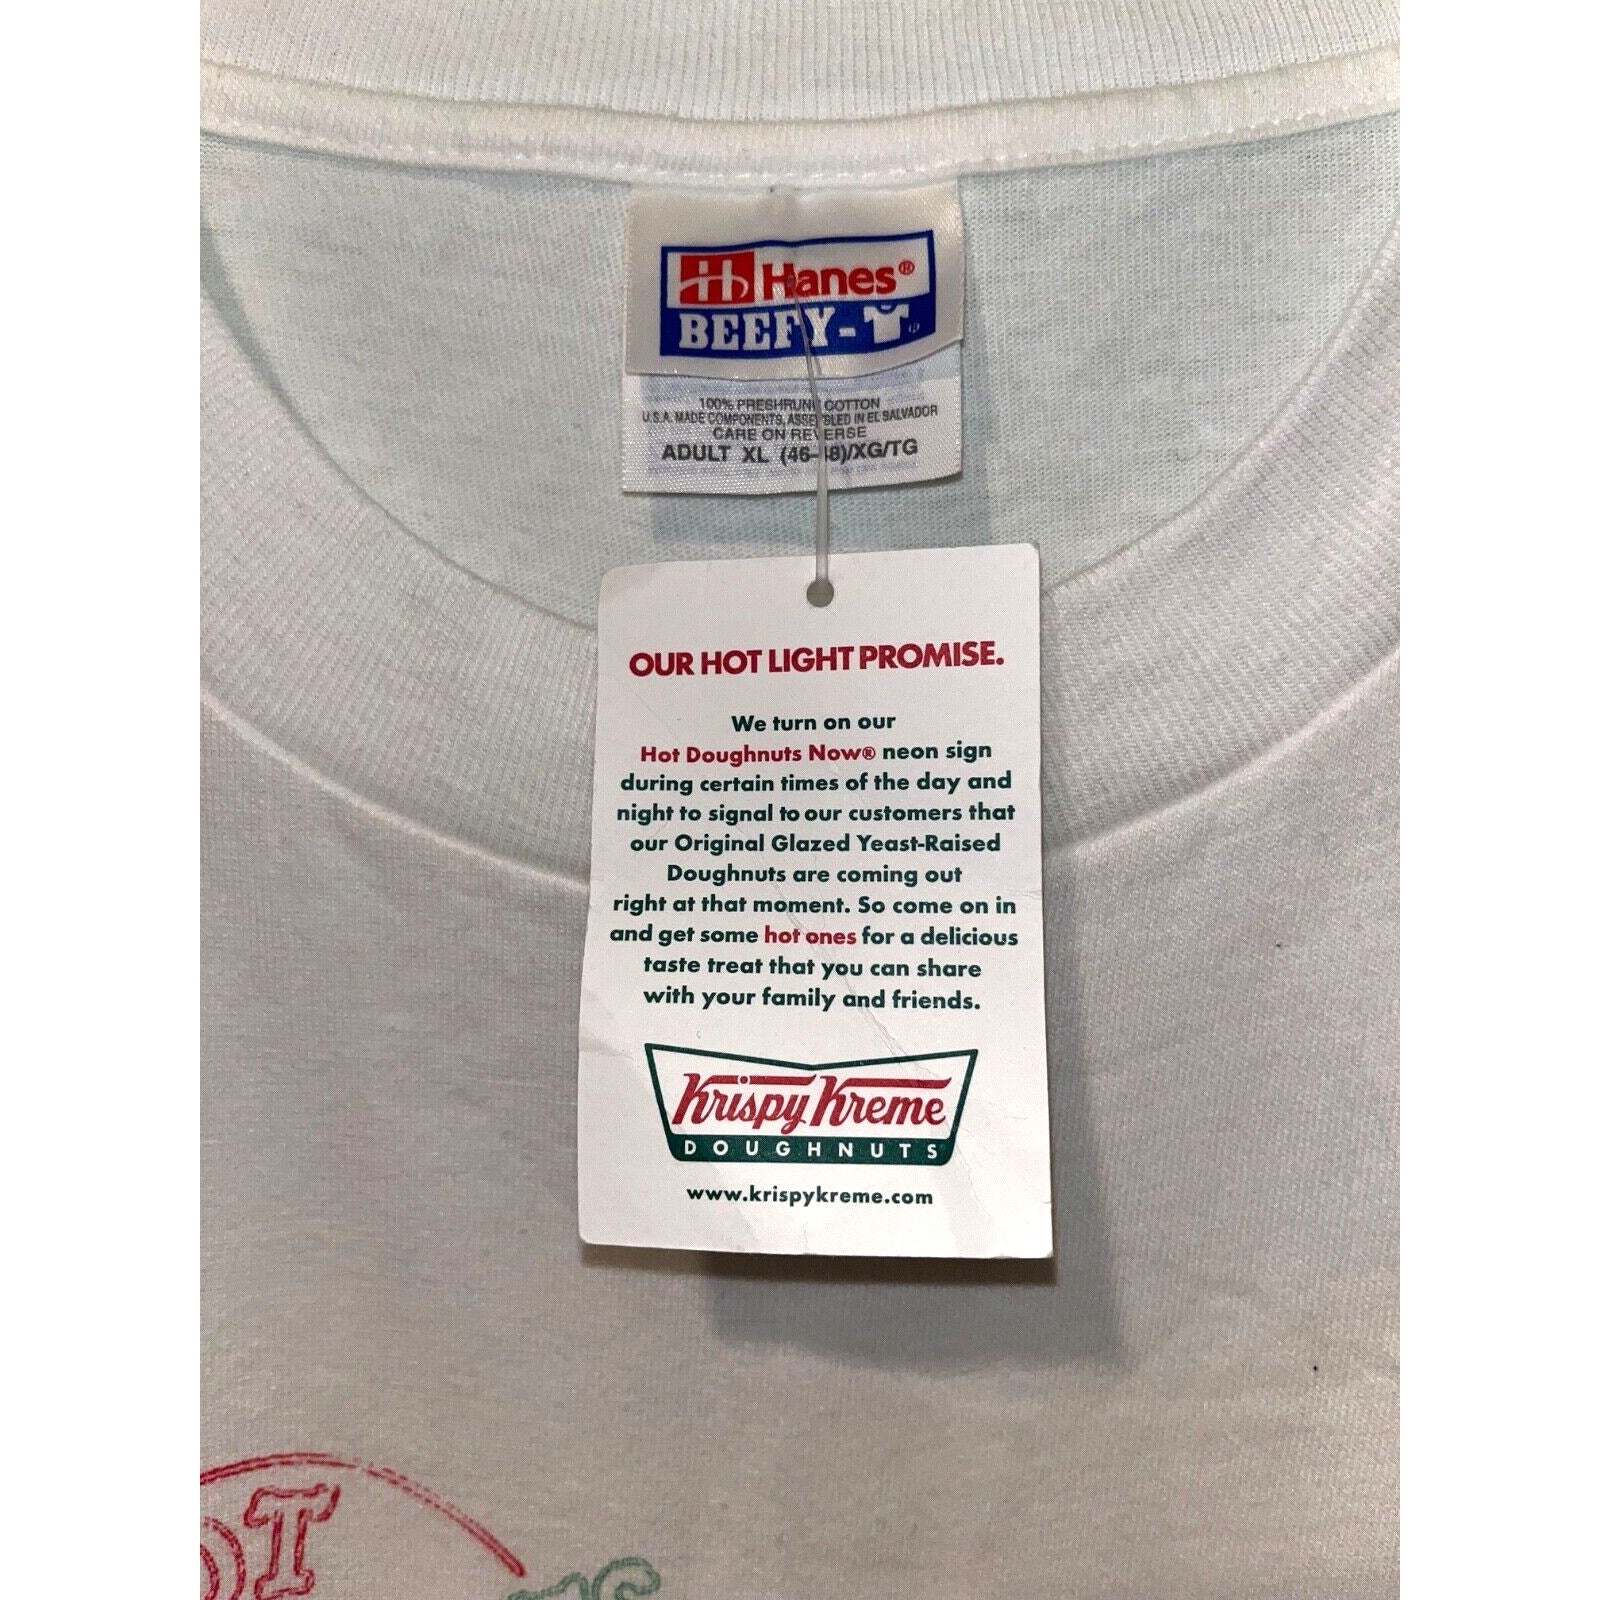 H Hanes®
BEEFY-T®
100% PRESHRUNK COTTON
U.S.A. MADE COMPONENTS, ASSEMBLED IN EL SALVADOR
CARE ON REVERSE
ADULT XL (46-48)/XG/TG
OUR HOT LIGHT PROMISE.
We turn on our
Hot Doughnuts Now® neon sign
during certain times of the day and
night to signal to our customers that
our Original Glazed Yeast-Raised
Doughnuts are coming out
right at that moment. So come on in
and get some hot ones for a delicious
taste treat that you can share
with your family and friends.
Krispy Kreme
DOUGHNUTS
www.krispykreme.com
OT